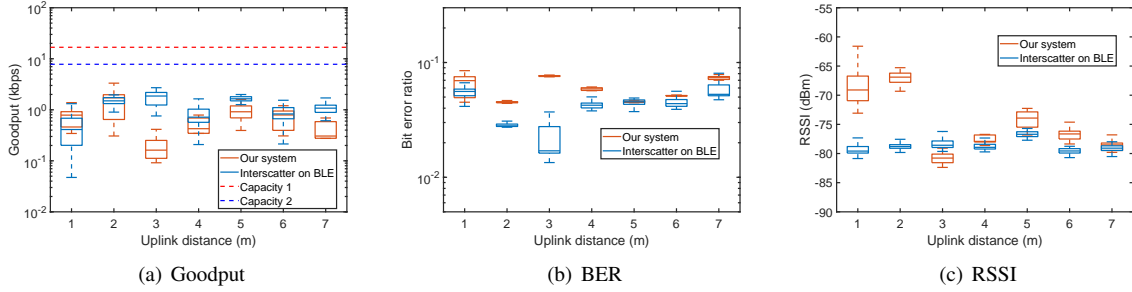 10^2
10^1
10^0
10^-1
10^-2
Goodput (kbps)
Our system
Interscatter on BLE
Capacity 1
Capacity 2
1 2 3 4 5 6 7
Uplink distance (m)
(a) Goodput
10^-1
10^-2
Bit error ratio
Our system
Interscatter on BLE
1 2 3 4 5 6 7
Uplink distance (m)
(b) BER
-55
-60
-65
-70
-75
-80
-85
-90
RSSI (dBm)
Our system
Interscatter on BLE
1 2 3 4 5 6 7
Uplink distance (m)
(c) RSSI